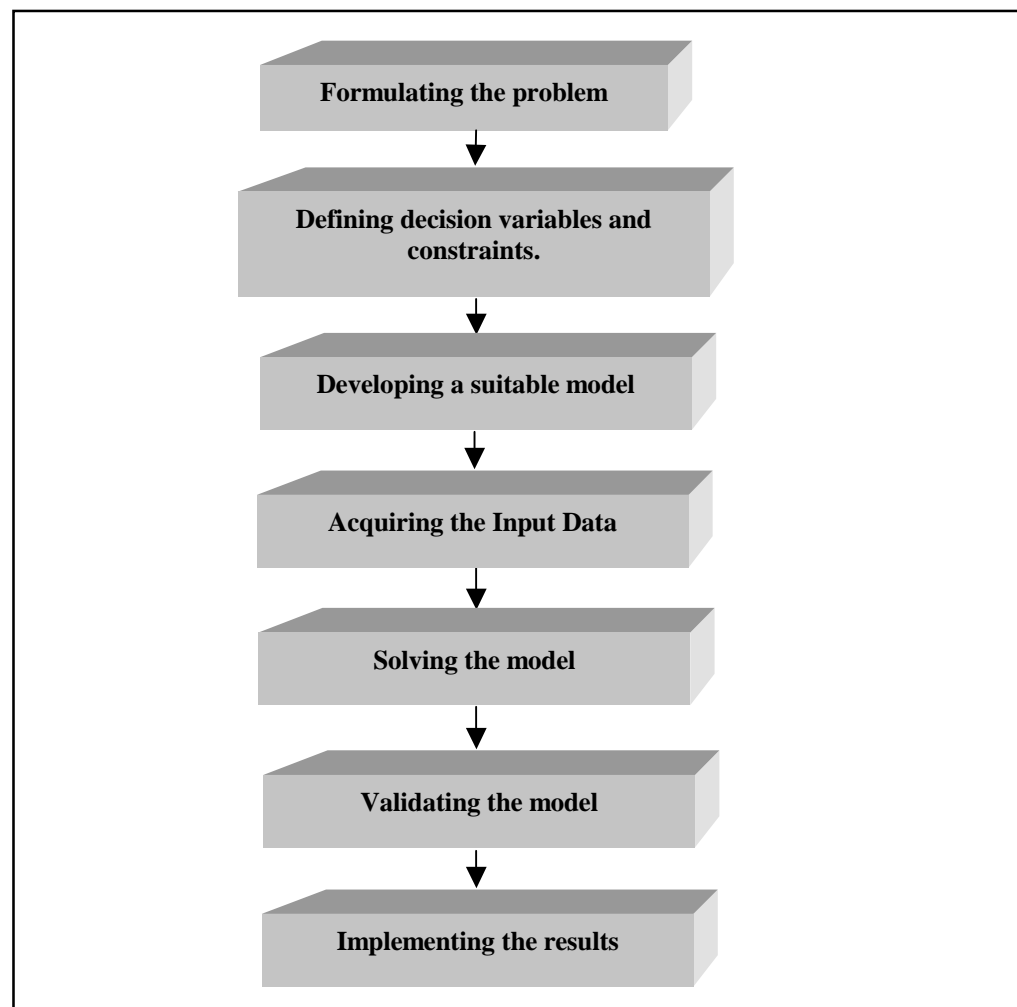 Formulating the problem
Defining decision variables and
constraints.
Developing a suitable model
Acquiring the Input Data
Solving the model
Validating the model
Implementing the results